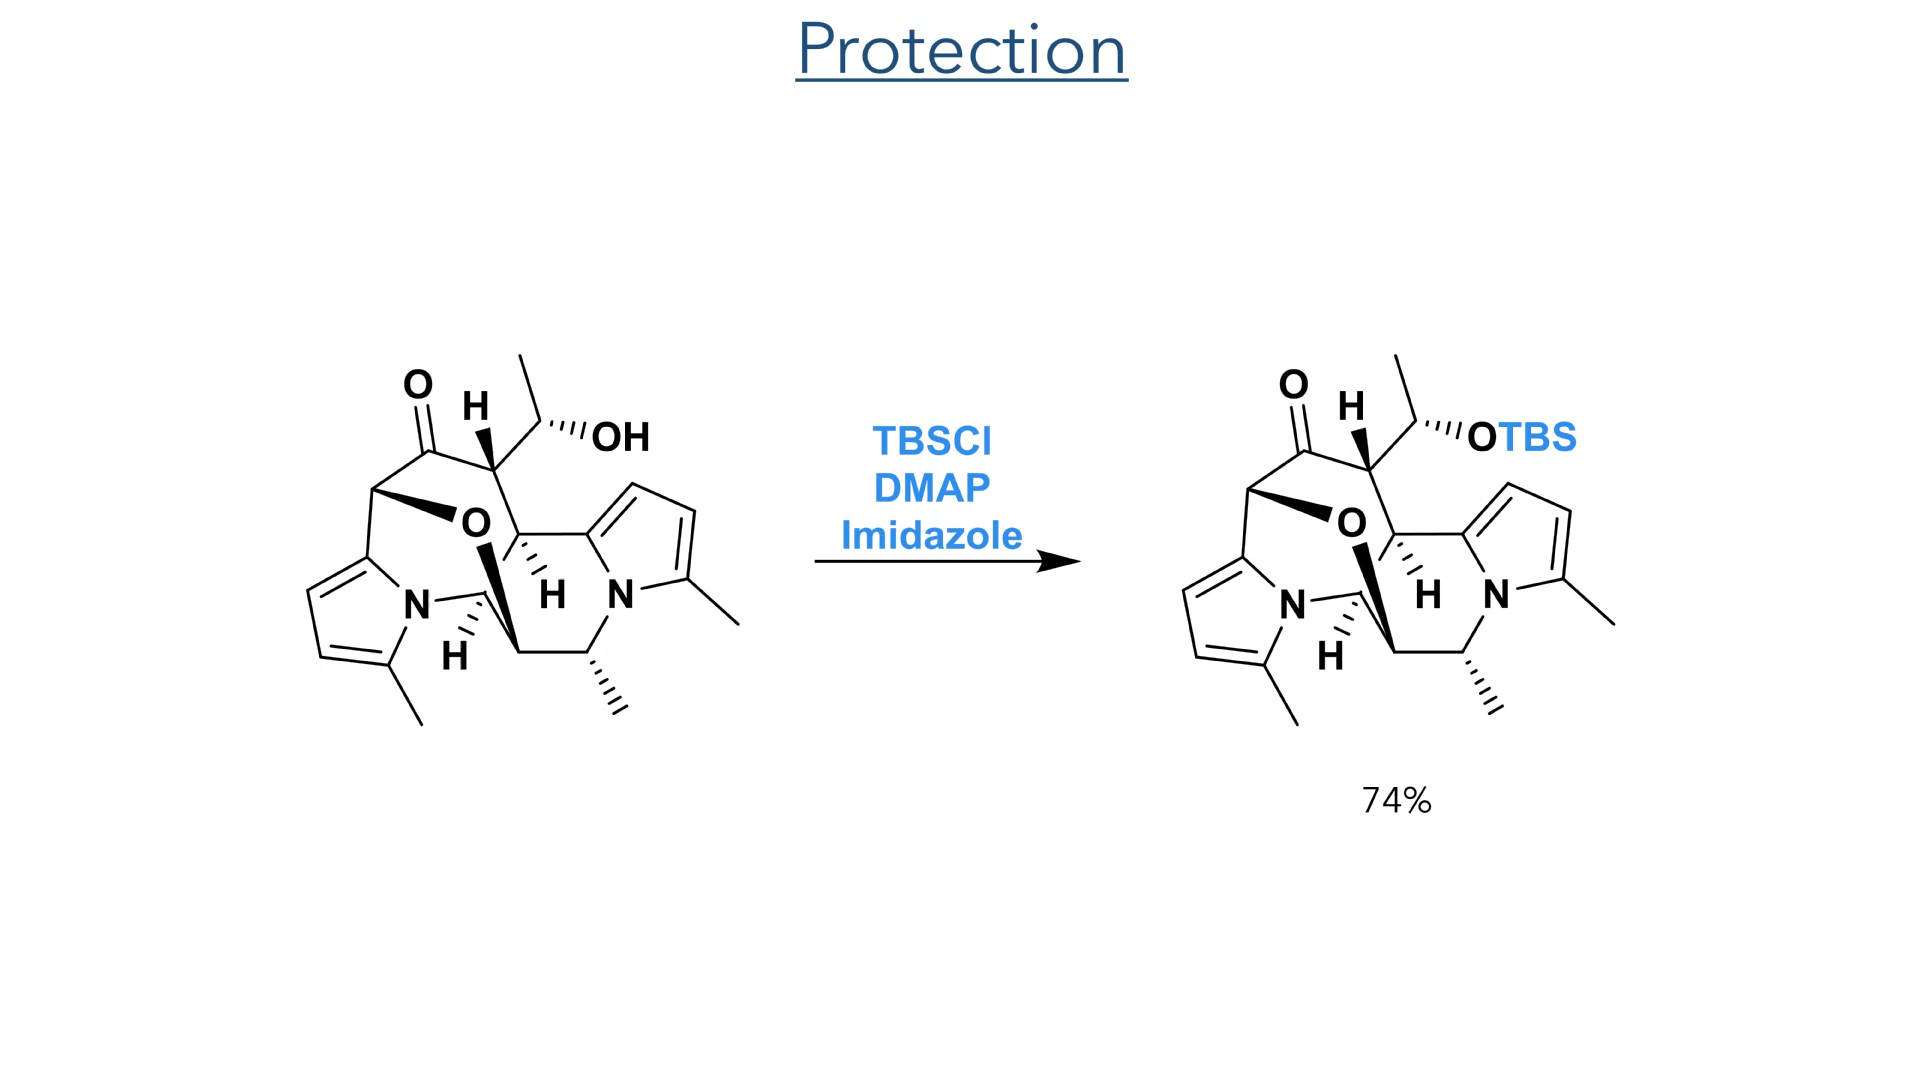 Protection
O
H
OH
O
H
N
N
H
TBSCl
DMAP
Imidazole
O
H
OTBS
O
H
N
N
H
74%